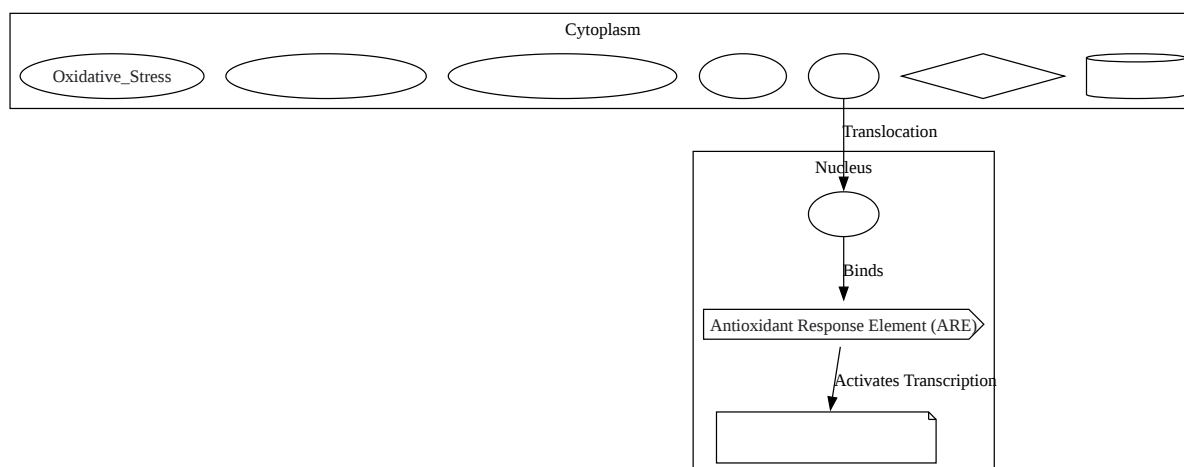 Cytoplasm
Oxidative_Stress
Translocation
Nucleus
Binds
Antioxidant Response Element (ARE)
Activates Transcription